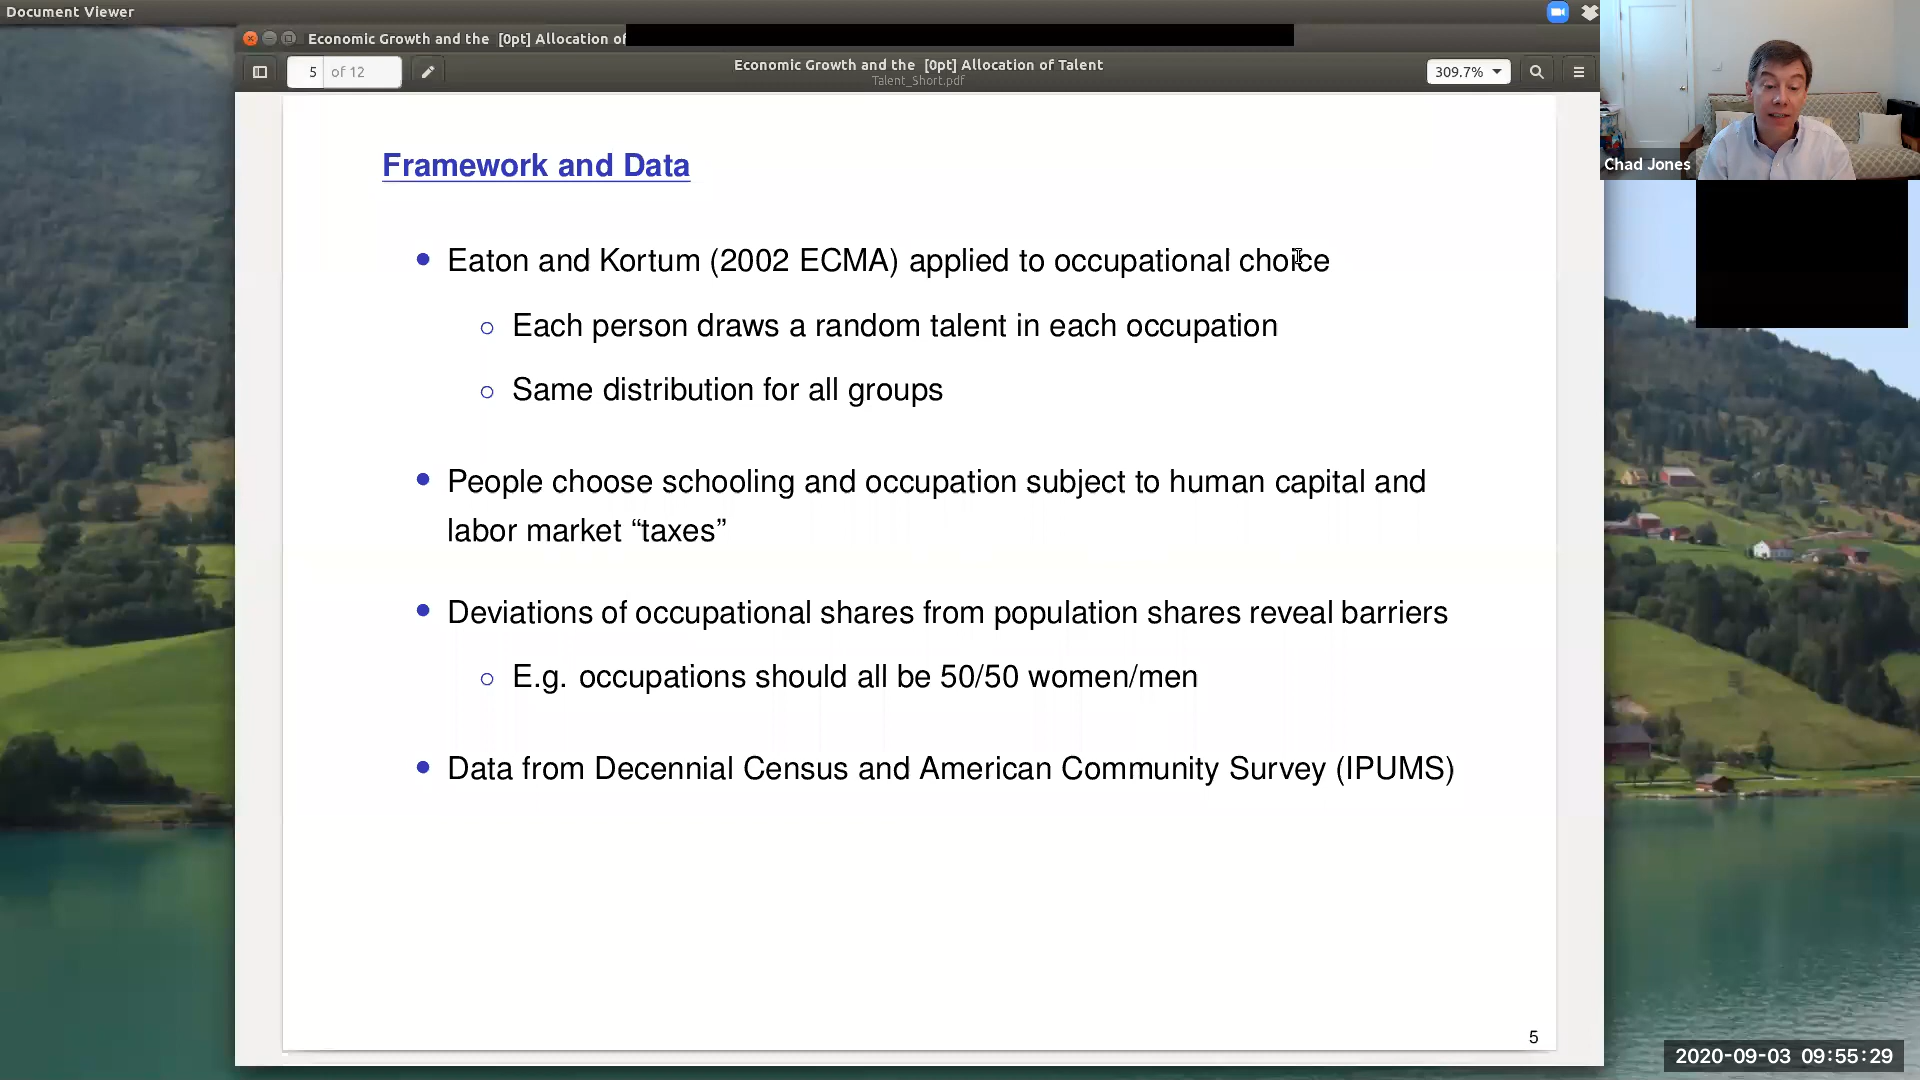 Document Viewer
Economic Growth and the [0pt] Allocation of
5 of 12
Economic Growth and the [0pt] Allocation of Talent
Talent_Short.pdf
309.7%
Chad Jones
Framework and Data
Eaton and Kortum (2002 ECMA) applied to occupational choice
Each person draws a random talent in each occupation
Same distribution for all groups
People choose schooling and occupation subject to human capital and
labor market “taxes”
Deviations of occupational shares from population shares reveal barriers
E.g. occupations should all be 50/50 women/men
Data from Decennial Census and American Community Survey (IPUMS)
5
2020-09-03 09:55:29